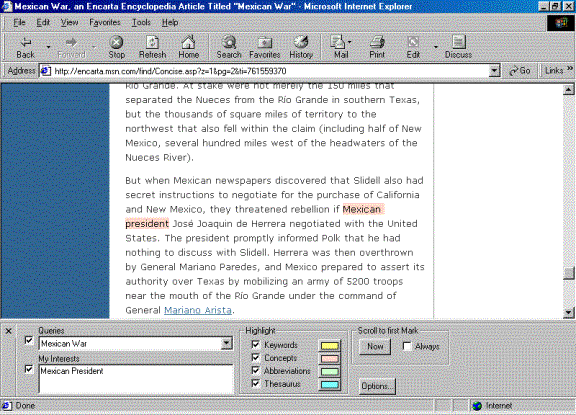 Mexican War, an Encarta Encyclopedia Article Titled "Mexican War" - Microsoft Internet Explorer
File Edit View Favorites Tools Help
Back Forward Stop Refresh Home Search Favorites History Mail Print Edit Discuss
Address http://encarta.msn.com/find/Concise.asp?z=1&pg=2&ti=761559370 Go Links »
Rio Grande. At stake were not merely the 150 miles that
separated the Nueces from the Río Grande in southern Texas,
but the thousands of square miles of territory to the
northwest that also fell within the claim (including half of New
Mexico, several hundred miles west of the headwaters of the
Nueces River).
But when Mexican newspapers discovered that Slidell also had
secret instructions to negotiate for the purchase of California
and New Mexico, they threatened rebellion if Mexican
president José Joaquin de Herrera negotiated with the United
States. The president promptly informed Polk that he had
nothing to discuss with Slidell. Herrera was then overthrown
by General Mariano Paredes, and Mexico prepared to assert its
authority over Texas by mobilizing an army of 5200 troops
near the mouth of the Río Grande under the command of
General Mariano Arista.
Queries
Mexican War
My Interests
Mexican President
Highlight
Keywords
Concepts
Abbreviations
Thesaurus
Scroll to first Mark
Now Always
Options...
Done Internet